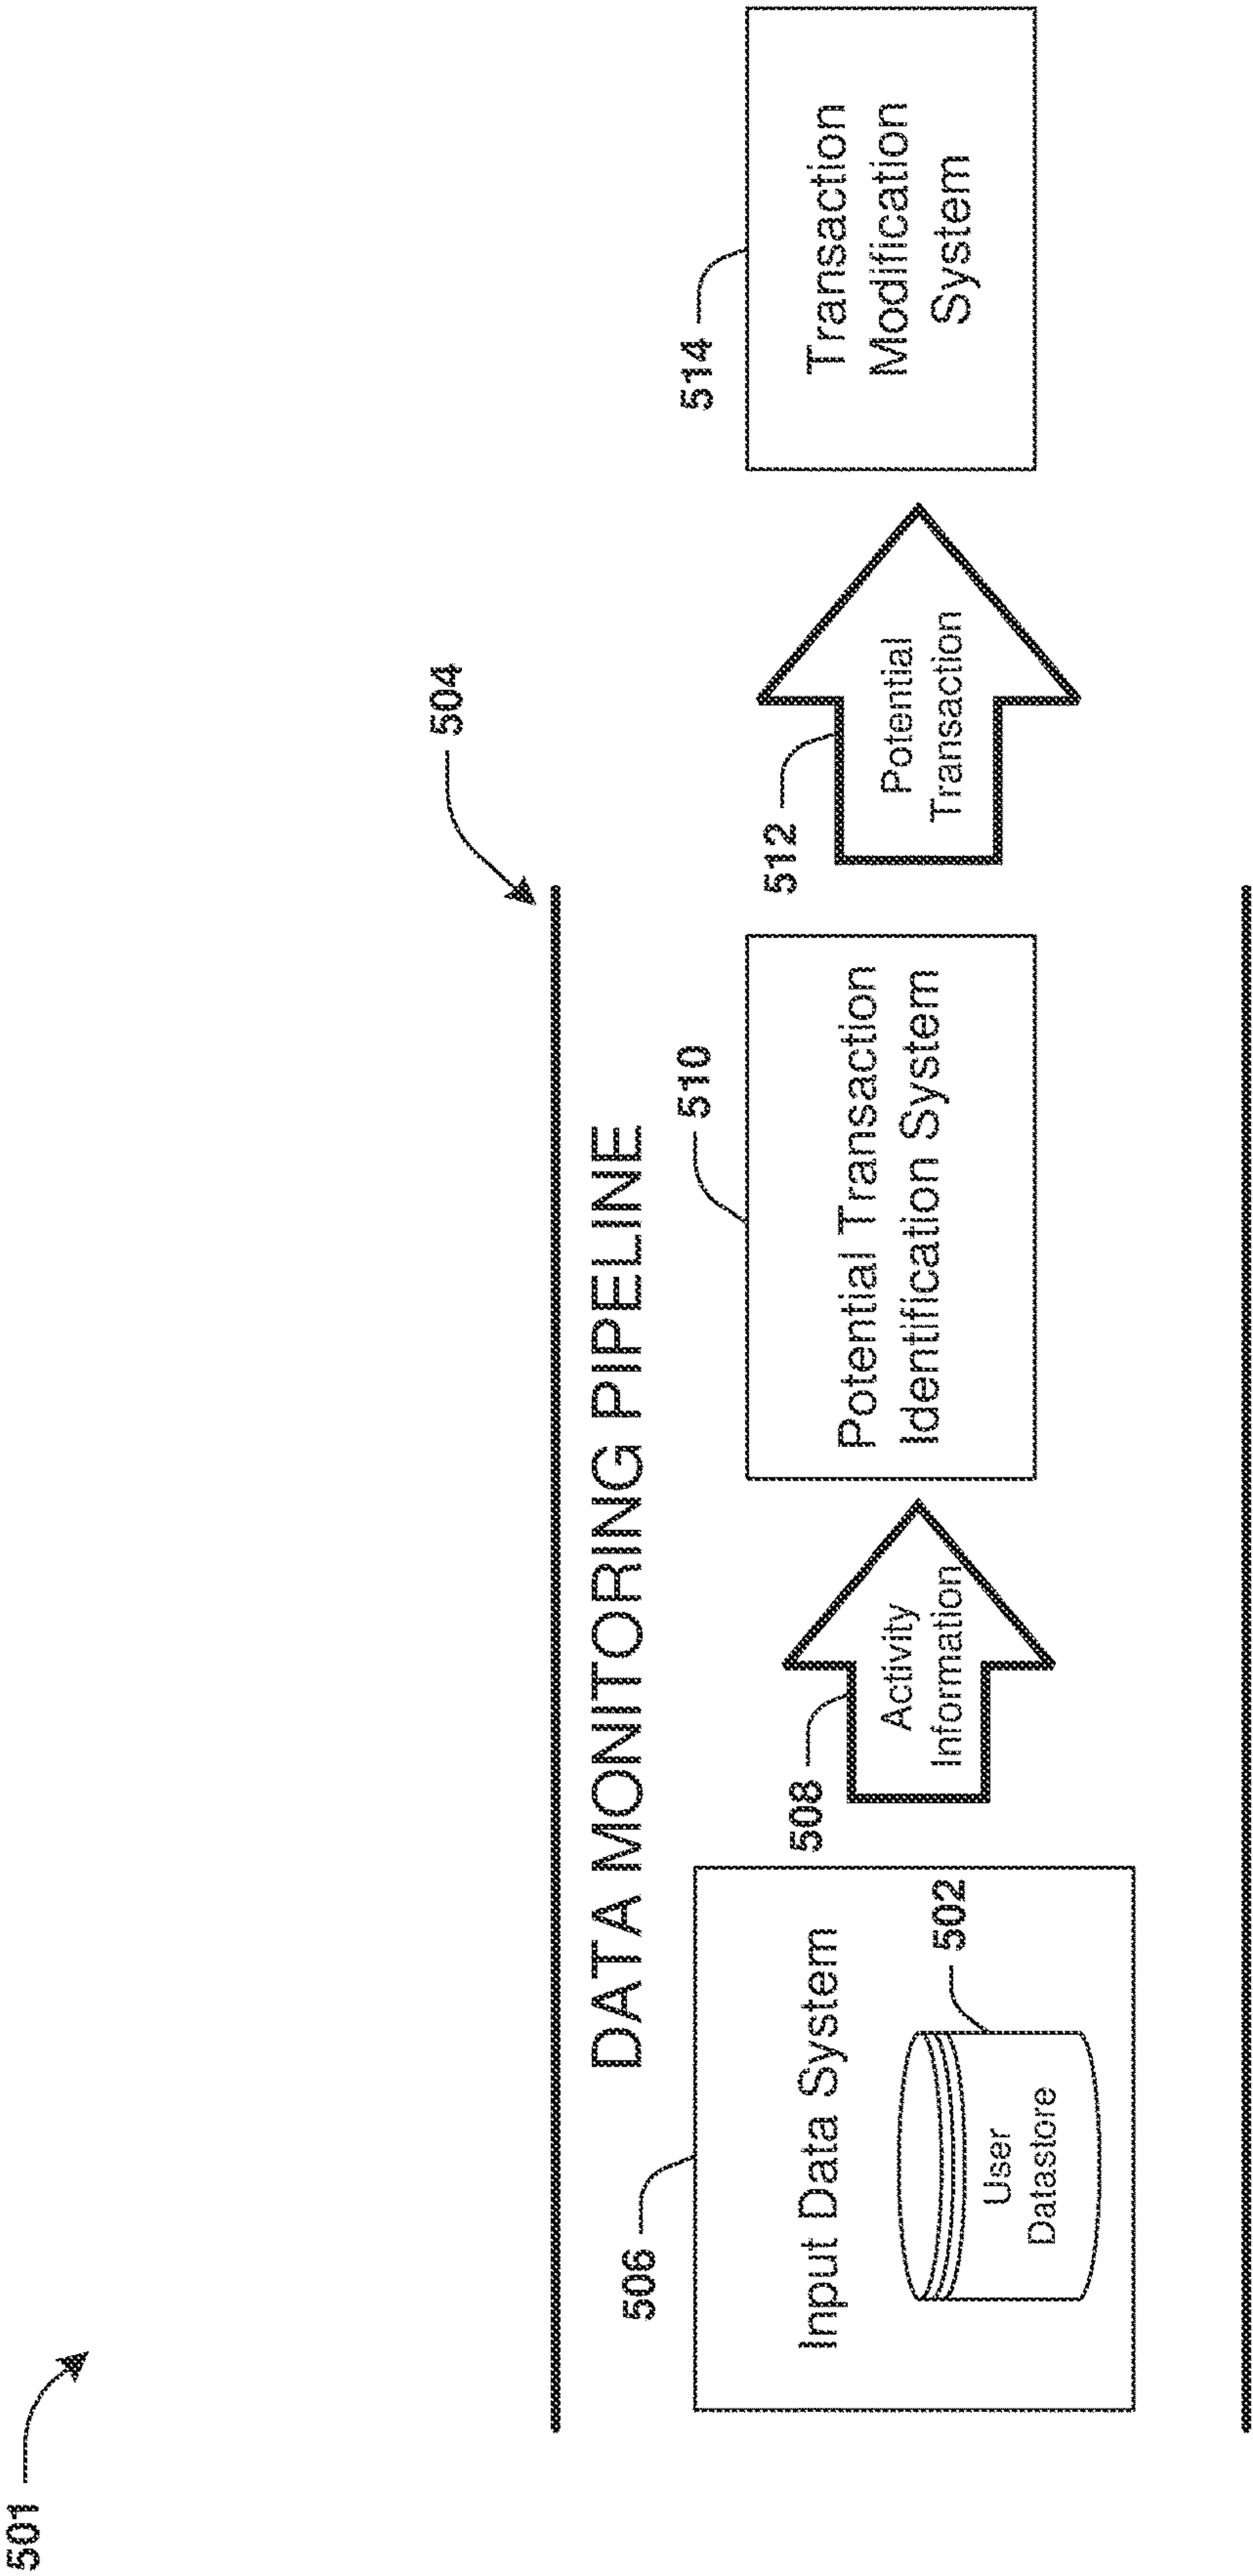 501
504
DATA MONITORING PIPELINE
506
Input Data System
502
User
Datastore
508
Activity
Information
510
Potential Transaction
Identification System
512
Potential
Transaction
514
Transaction
Modification
System